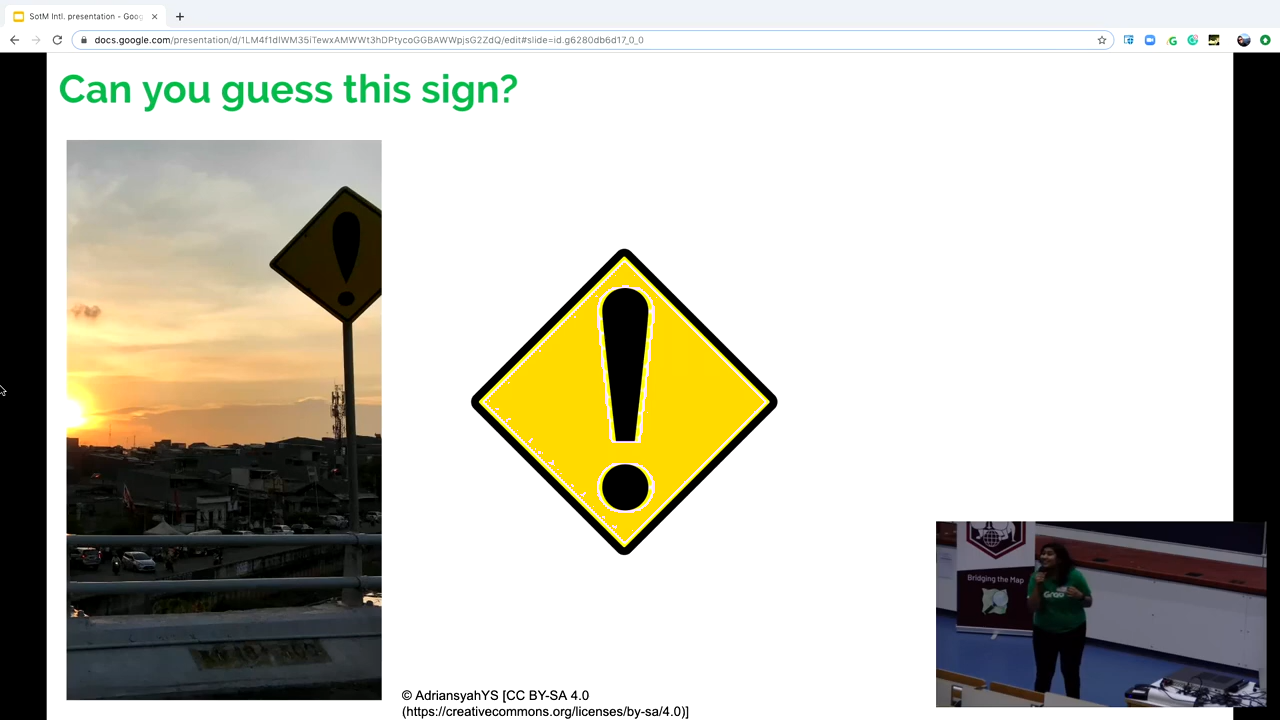 SotM Intl. presentation - Goog
docs.google.com/presentation/d/1LM4f1dIWM35iTewxAMWWt3hDPtycoGGBAWWpjsG2ZdQ/edit#slide=id.g6280db6d17_0_0
Can you guess this sign?
!
!
Bridging the Map
Grab
© AdriansyahYS [CC BY-SA 4.0
(https://creativecommons.org/licenses/by-sa/4.0)]